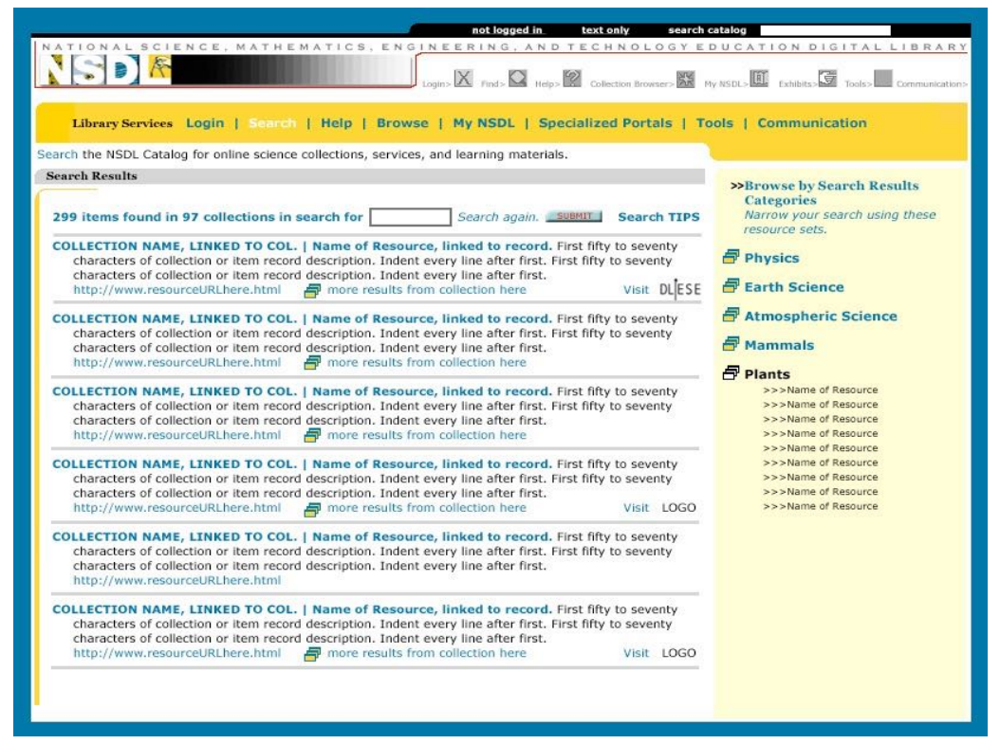 not logged in text only search catalog
NATIONAL SCIENCE, MATHEMATICS, ENGINEERING, AND TECHNOLOGY EDUCATION DIGITAL LIBRARY
NSDL
Login> Find> Help> Collection Browser> My NSDL> Exhibits> Tools> Communication>
Library Services Login | Search | Help | Browse | My NSDL | Specialized Portals | Tools | Communication
Search the NSDL Catalog for online science collections, services, and learning materials.
Search Results
299 items found in 97 collections in search for Search again. SUBMIT Search TIPS
COLLECTION NAME, LINKED TO COL. | Name of Resource, linked to record. First fifty to seventy
characters of collection or item record description. Indent every line after first. First fifty to seventy
characters of collection or item record description. Indent every line after first.
http://www.resourceURLhere.html more results from collection here Visit DLESE
COLLECTION NAME, LINKED TO COL. | Name of Resource, linked to record. First fifty to seventy
characters of collection or item record description. Indent every line after first. First fifty to seventy
characters of collection or item record description. Indent every line after first.
http://www.resourceURLhere.html more results from collection here
COLLECTION NAME, LINKED TO COL. | Name of Resource, linked to record. First fifty to seventy
characters of collection or item record description. Indent every line after first. First fifty to seventy
characters of collection or item record description. Indent every line after first.
http://www.resourceURLhere.html more results from collection here
COLLECTION NAME, LINKED TO COL. | Name of Resource, linked to record. First fifty to seventy
characters of collection or item record description. Indent every line after first. First fifty to seventy
characters of collection or item record description. Indent every line after first.
http://www.resourceURLhere.html more results from collection here Visit LOGO
COLLECTION NAME, LINKED TO COL. | Name of Resource, linked to record. First fifty to seventy
characters of collection or item record description. Indent every line after first. First fifty to seventy
characters of collection or item record description. Indent every line after first.
http://www.resourceURLhere.html
COLLECTION NAME, LINKED TO COL. | Name of Resource, linked to record. First fifty to seventy
characters of collection or item record description. Indent every line after first. First fifty to seventy
characters of collection or item record description. Indent every line after first.
http://www.resourceURLhere.html more results from collection here Visit LOGO
>>Browse by Search Results
Categories
Narrow your search using these
resource sets.
Physics
Earth Science
Atmospheric Science
Mammals
Plants
>>>Name of Resource
>>>Name of Resource
>>>Name of Resource
>>>Name of Resource
>>>Name of Resource
>>>Name of Resource
>>>Name of Resource
>>>Name of Resource
>>>Name of Resource